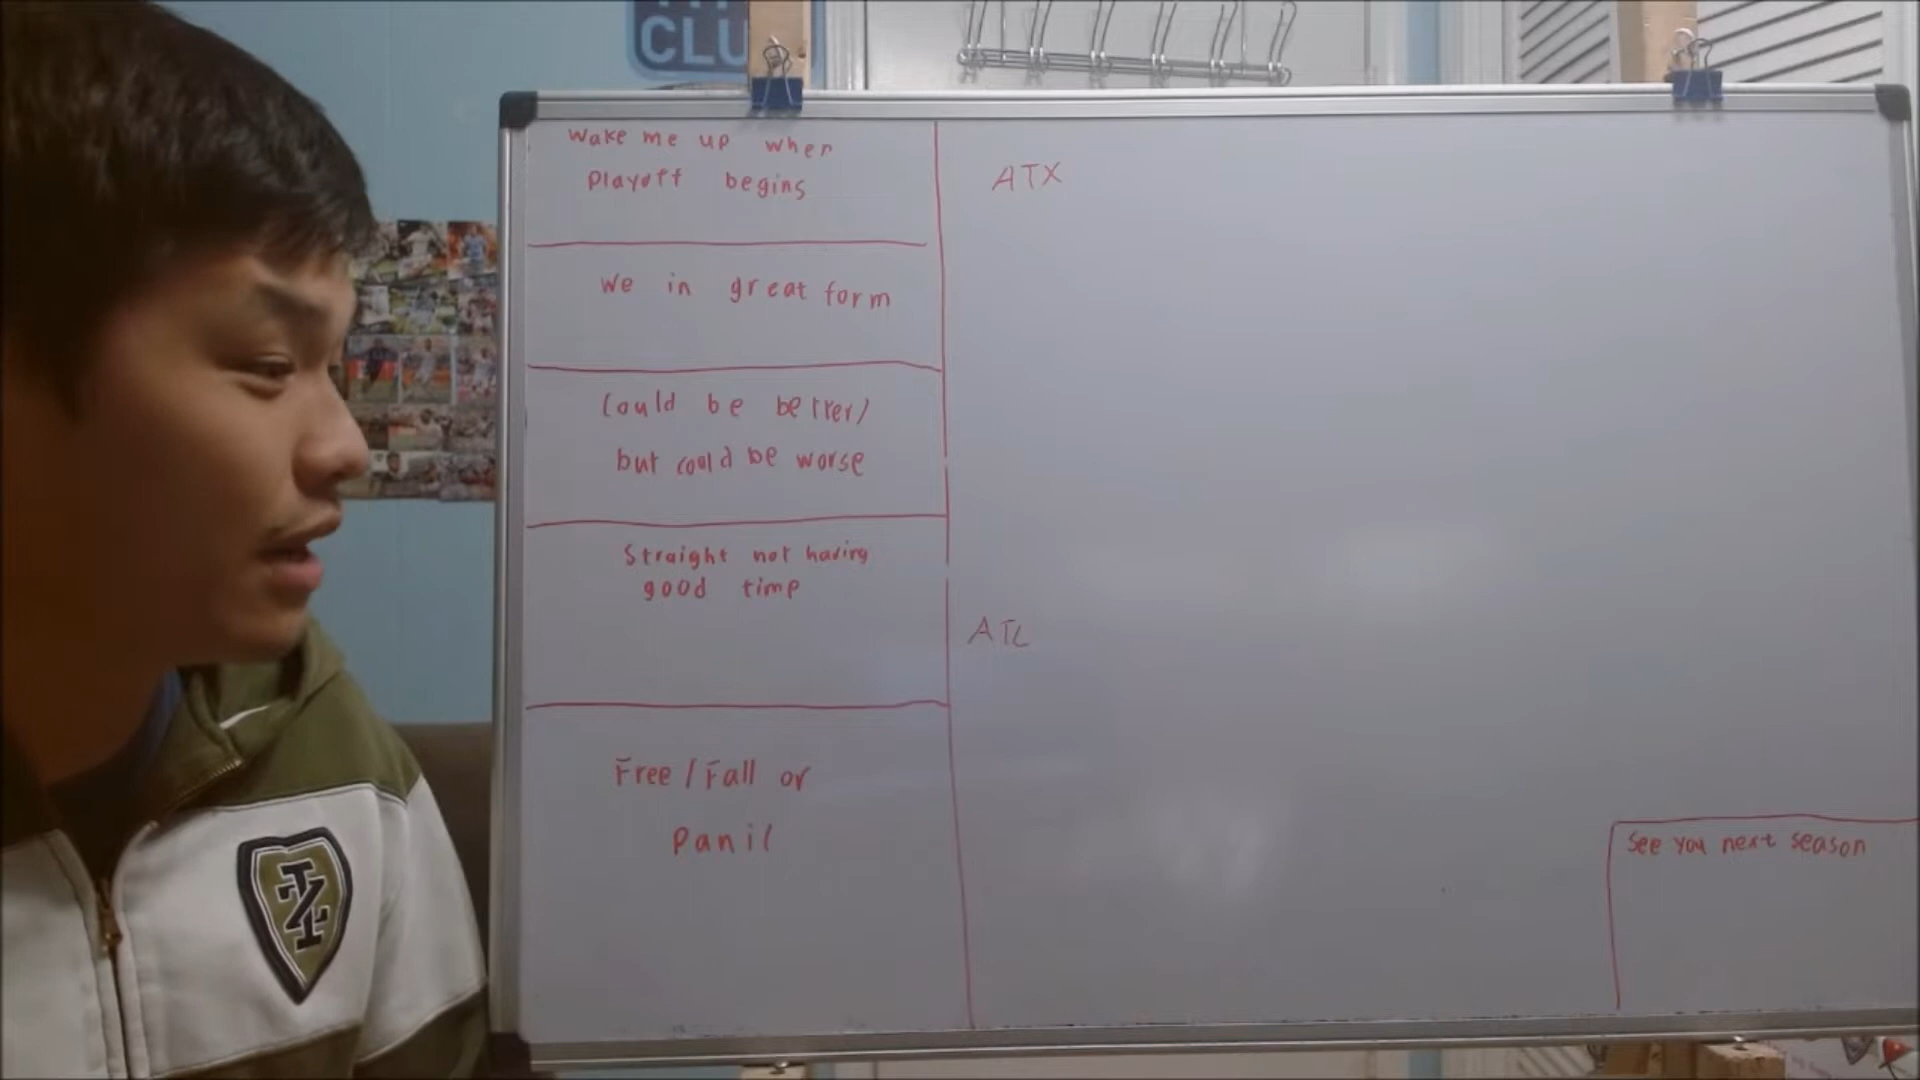 CLU
Wake me up when
playoff begins
ATX
We in great form
Could be better/
but could be worse
Straight not having
good time
ATL
Free/Fall or
Panic
See you next season